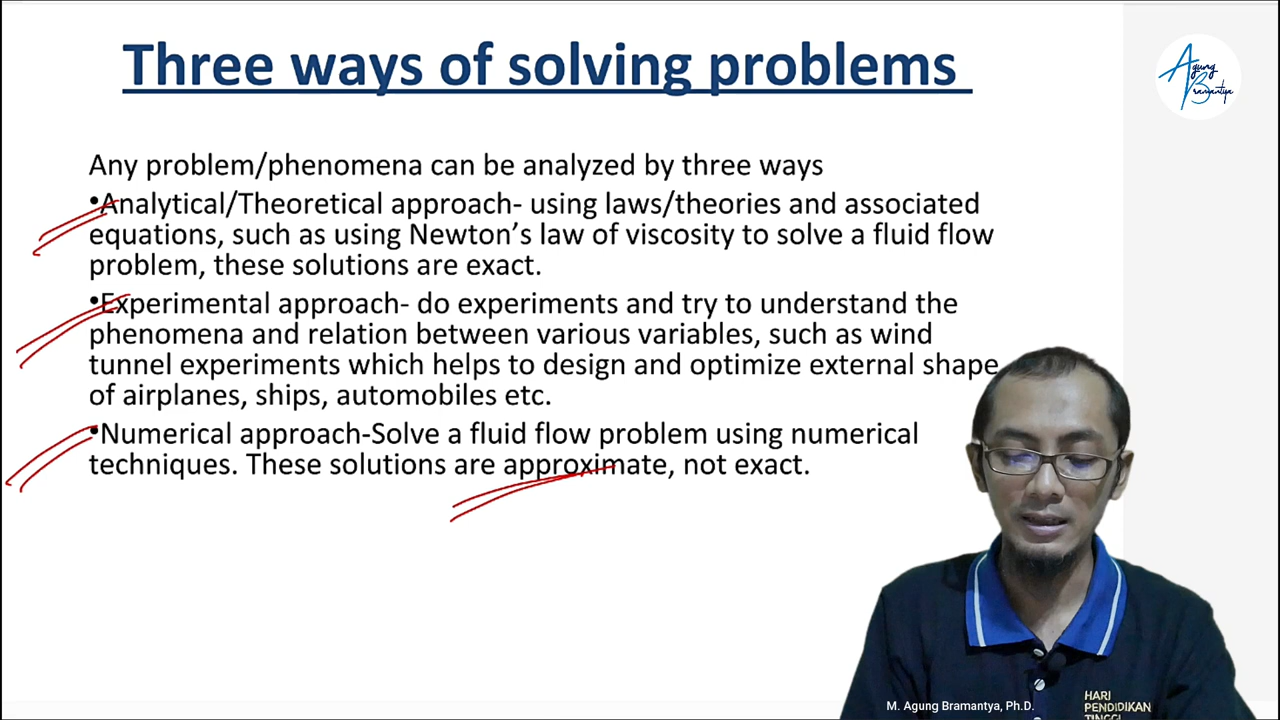 Three ways of solving problems
Agung
Bramantya
Any problem/phenomena can be analyzed by three ways
•Analytical/Theoretical approach- using laws/theories and associated
equations, such as using Newton’s law of viscosity to solve a fluid flow
problem, these solutions are exact.
•Experimental approach- do experiments and try to understand the
phenomena and relation between various variables, such as wind
tunnel experiments which helps to design and optimize external shape
of airplanes, ships, automobiles etc.
•Numerical approach-Solve a fluid flow problem using numerical
techniques. These solutions are approximate, not exact.
M. Agung Bramantya, Ph.D.
HARI
PENDIDIKAN
TINGGI